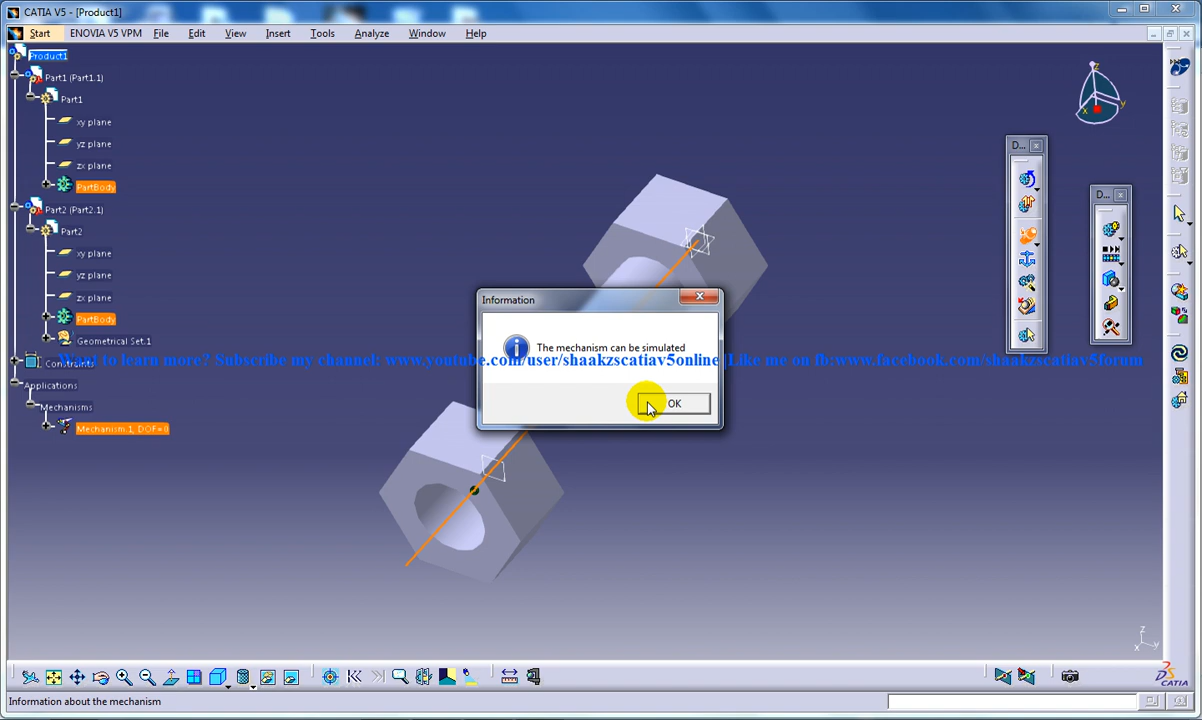 CATIA V5 - [Product1]
Start
ENOVIA V5 VPM
File
Edit
View
Insert
Tools
Analyze
Window
Help
Product1
Part1 (Part1.1)
Part1
xy plane
yz plane
zx plane
PartBody
Part2 (Part2.1)
Part2
xy plane
yz plane
zx plane
PartBody
Geometrical Set.1
Constraints
Applications
Mechanisms
Mechanism.1, DOF=0
z
y
x
D...
D...
Information
The mechanism can be simulated
Want to learn more? Subscribe my channel: www.youtube.com/user/shaakzscatiav5online |Like me on fb:www.facebook.com/shaakzscatiav5forum
OK
z
x
y
CATIA
Information about the mechanism